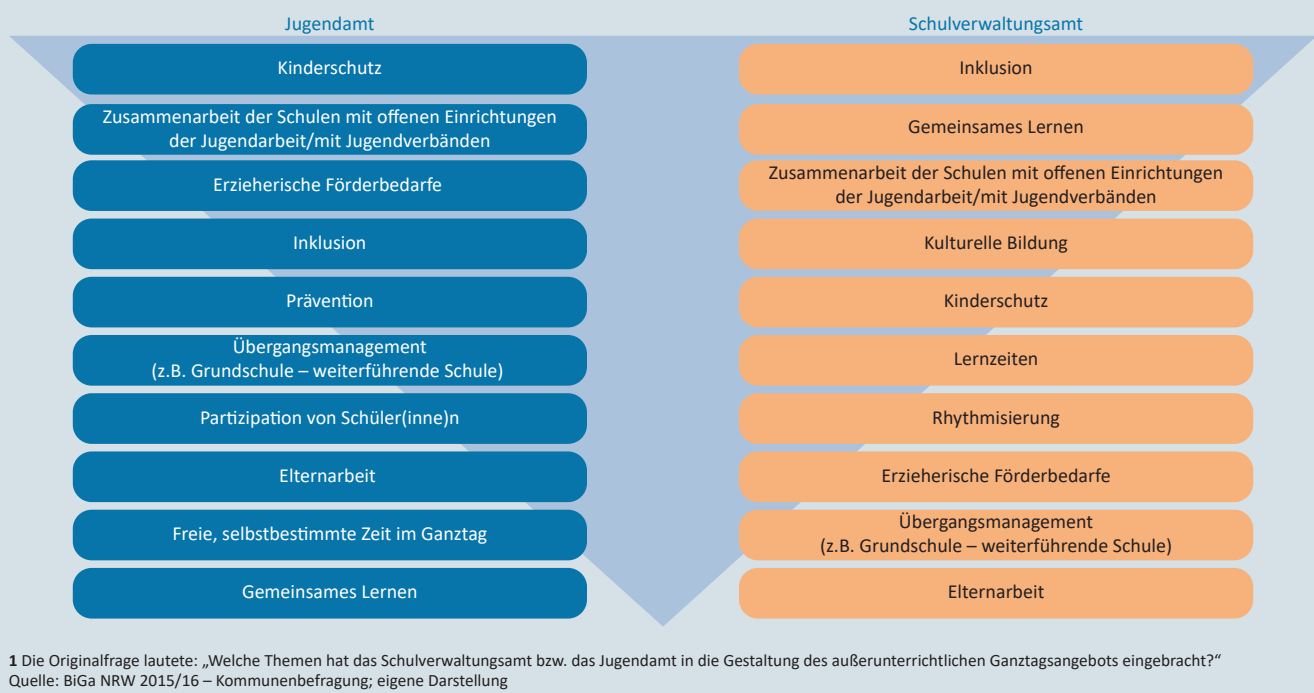 Jugendamt
Kinderschutz
Zusammenarbeit der Schulen mit offenen Einrichtungen
der Jugendarbeit/mit Jugendverbänden
Erzieherische Förderbedarfe
Inklusion
Prävention
Übergangsmanagement
(z.B. Grundschule – weiterführende Schule)
Partizipation von Schüler(inne)n
Elternarbeit
Freie, selbstbestimmte Zeit im Ganztag
Gemeinsames Lernen
Schulverwaltungsamt
Inklusion
Gemeinsames Lernen
Zusammenarbeit der Schulen mit offenen Einrichtungen
der Jugendarbeit/mit Jugendverbänden
Kulturelle Bildung
Kinderschutz
Lernzeiten
Rhythmisierung
Erzieherische Förderbedarfe
Übergangsmanagement
(z.B. Grundschule – weiterführende Schule)
Elternarbeit
1 Die Originalfrage lautete: „Welche Themen hat das Schulverwaltungsamt bzw. das Jugendamt in die Gestaltung des außerunterrichtlichen Ganztagsangebots eingebracht?“
Quelle: BiGa NRW 2015/16 – Kommunenbefragung; eigene Darstellung